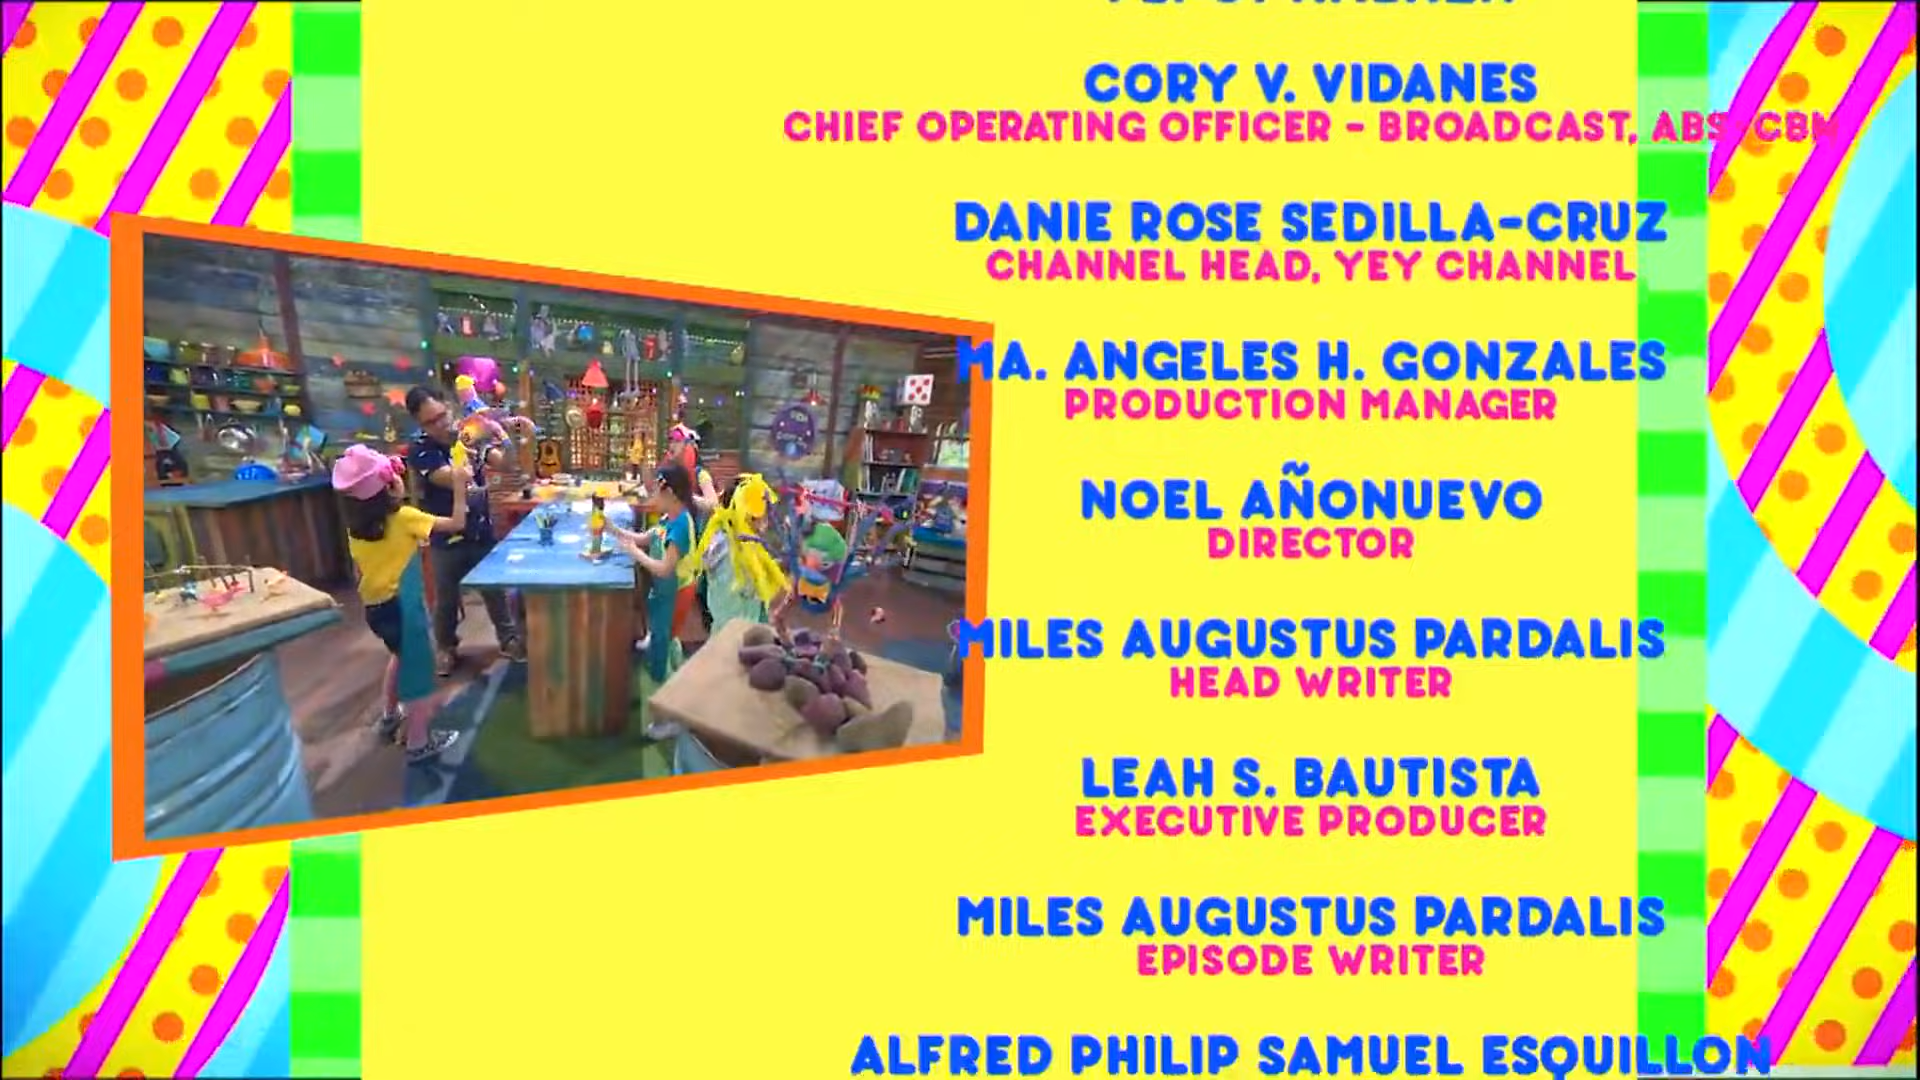 CORY V. VIDANES
CHIEF OPERATING OFFICER - BROADCAST, ABS-CBN
DANIE ROSE SEDILLA-CRUZ
CHANNEL HEAD, YEY CHANNEL
MA. ANGELES H. GONZALES
PRODUCTION MANAGER
NOEL AÑONUEVO
DIRECTOR
MILES AUGUSTUS PARDALIS
HEAD WRITER
LEAH S. BAUTISTA
EXECUTIVE PRODUCER
MILES AUGUSTUS PARDALIS
EPISODE WRITER
ALFRED PHILIP SAMUEL ESQUILLON